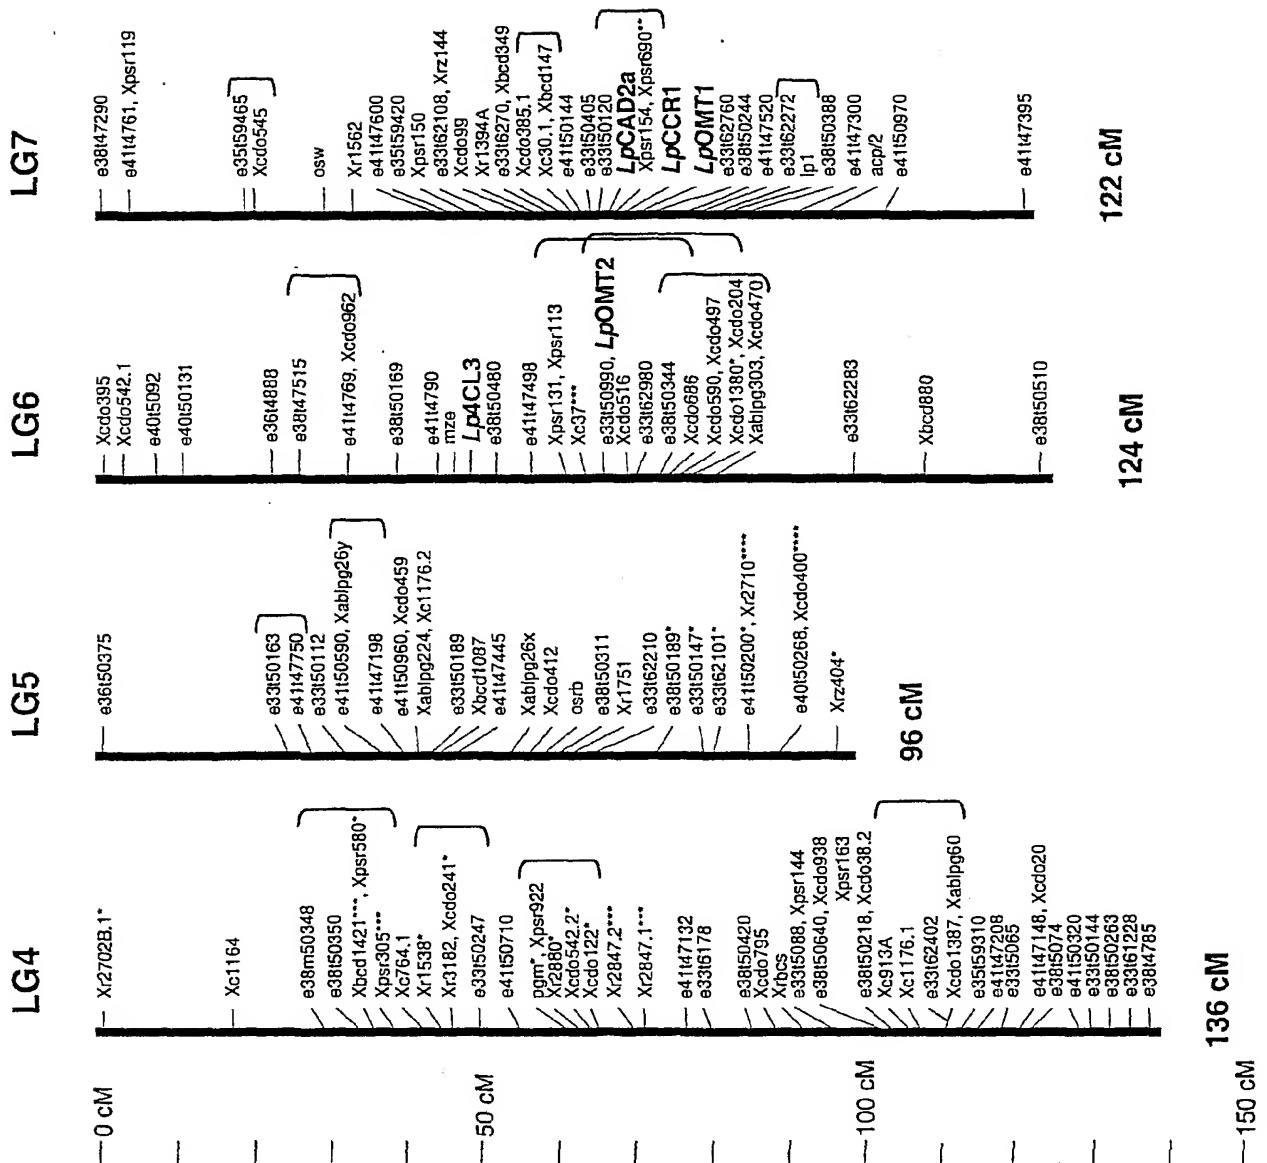 LG4
Xr2702B.1*
Xc1164
e38m50348
e38t50350
Xbcd1421***, Xpsr580*
Xpsr305***
Xc764.1
Xr1538*
Xr3182, Xcdo241*
e33t50247
e41t50710
pgm*, Xpsr922
Xr2880*
Xcdo542.2*
Xcdo122*
Xr2847.2***
Xr2847.1***
e41t47132
e33t6178
e38t50420
Xcdo795
Xrbcs
e33t5088, Xpsr144
e38t50640, Xcdo938
Xpsr163
e38t50218, Xcdo38.2
Xc913A
Xc1176.1
e33t62402
Xcdo1387, Xablpg60
e35t59310
e41t47208
e33t5065
e41t47148, Xcdo20
e38t5074
e41t50320
e33t50144
e38t50263
e33t61228
e38t4785
136 cM
0 cM
50 cM
100 cM
150 cM
LG5
e36t50375
e33t50163
e41t47750
e33t50112
e41t50590, Xablpg26y
e41t47198
e41t50960, Xcdo459
Xablpg224, Xc1176.2
e33t50189
Xbcd1087
e41t47445
Xablpg26x
Xcdo412
osrb
e38t50311
Xr1751
e33t62210
e38t50189*
e33t50147*
e33t62101*
e41t50200*, Xr2710****
e40t50268, Xcdo400****
Xrz404*
96 cM
LG6
Xcdo395
Xcdo542.1
e40t5092
e40t50131
e36t4888
e38t47515
e41t4769, Xcdo962
e38t50169
e41t4790
mze
Lp4CL3
e38t50480
e41t47498
Xpsr131, Xpsr113
Xc37****
e33t50990, LpOMT2
Xcdo516
e33t62980
e38t50344
Xcdo686
Xcdo590, Xcdo497
Xcdo1380*, Xcdo204
Xablpg303, Xcdo470
e33t62283
Xbcd880
e38t50510
124 cM
LG7
e38t47290
e41t4761, Xpsr119
e35t59465
Xcdo545
osw
Xr1562
e41t47600
e35t59420
Xpsr150
e33t62108, Xrz144
Xcdo99
Xr1394A
e33t6270, Xbcd349
Xcdo385.1
Xc30.1, Xbcd147
e41t50144
e33t50405
e33t50120
LpCAD2a
Xpsr154, Xpsr690**
LpCCR1
LpOMT1
e33t62760
e38t50244
e41t47520
e33t62272
lp1
e38t50388
e41t47300
acp/2
e41t50970
e41t47395
122 cM